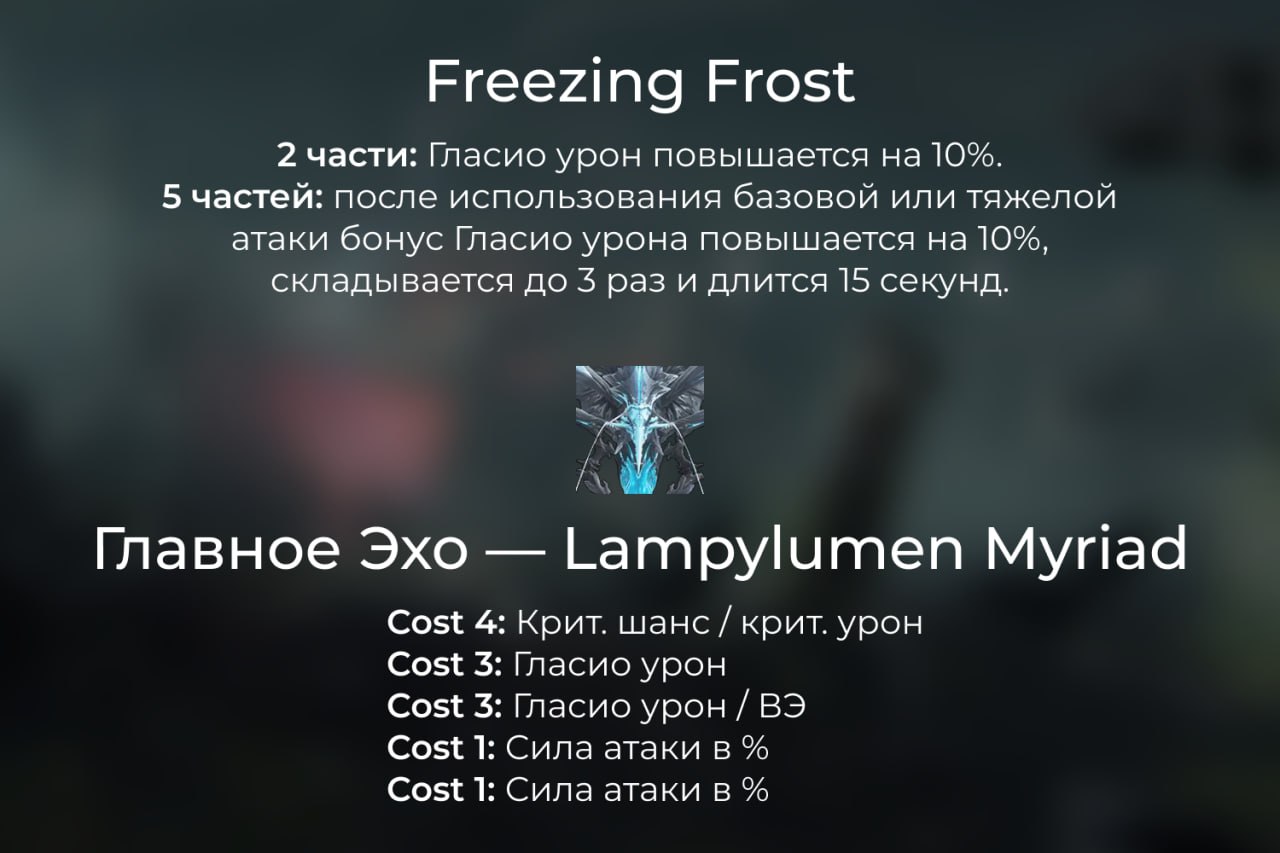 Freezing Frost
2 части: Гласио урон повышается на 10%.
5 частей: после использования базовой или тяжелой
атаки бонус Гласио урона повышается на 10%,
складывается до 3 раз и длится 15 секунд.
Главное Эхо — Lampylumen Myriad
Cost 4: Крит. шанс / крит. урон
Cost 3: Гласио урон
Cost 3: Гласио урон / ВЭ
Cost 1: Сила атаки в %
Cost 1: Сила атаки в %